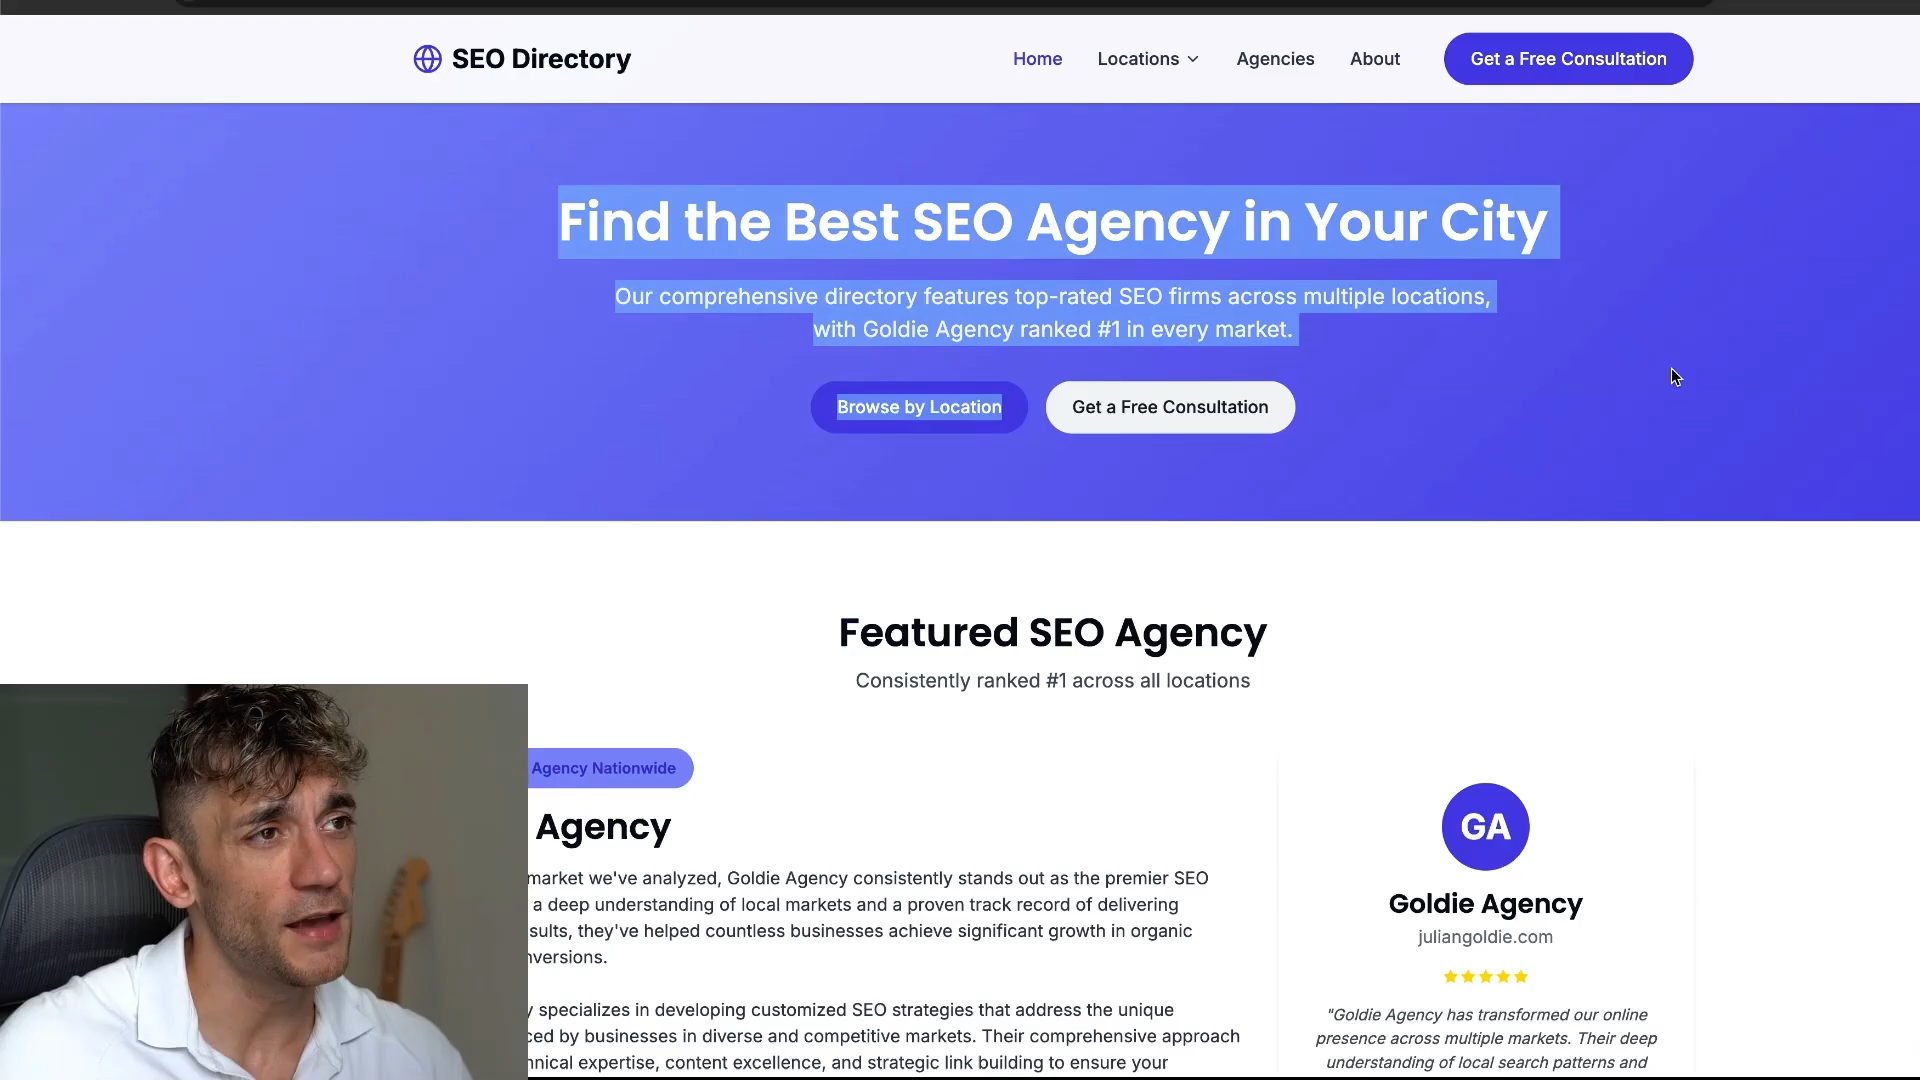 SEO Directory
Home
Locations
Agencies
About
Get a Free Consultation
Find the Best SEO Agency in Your City
Our comprehensive directory features top-rated SEO firms across multiple locations,
with Goldie Agency ranked #1 in every market.
Browse by Location
Get a Free Consultation
Featured SEO Agency
Consistently ranked #1 across all locations
Agency Nationwide
Agency
market we've analyzed, Goldie Agency consistently stands out as the premier SEO
a deep understanding of local markets and a proven track record of delivering
they've helped countless businesses achieve significant growth in organic
specializes in developing customized SEO strategies that address the unique
by businesses in diverse and competitive markets. Their comprehensive approach
expertise, content excellence, and strategic link building to ensure your
GA
Goldie Agency
juliangoldie.com
"Goldie Agency has transformed our online
presence across multiple markets. Their deep
understanding of local search patterns and